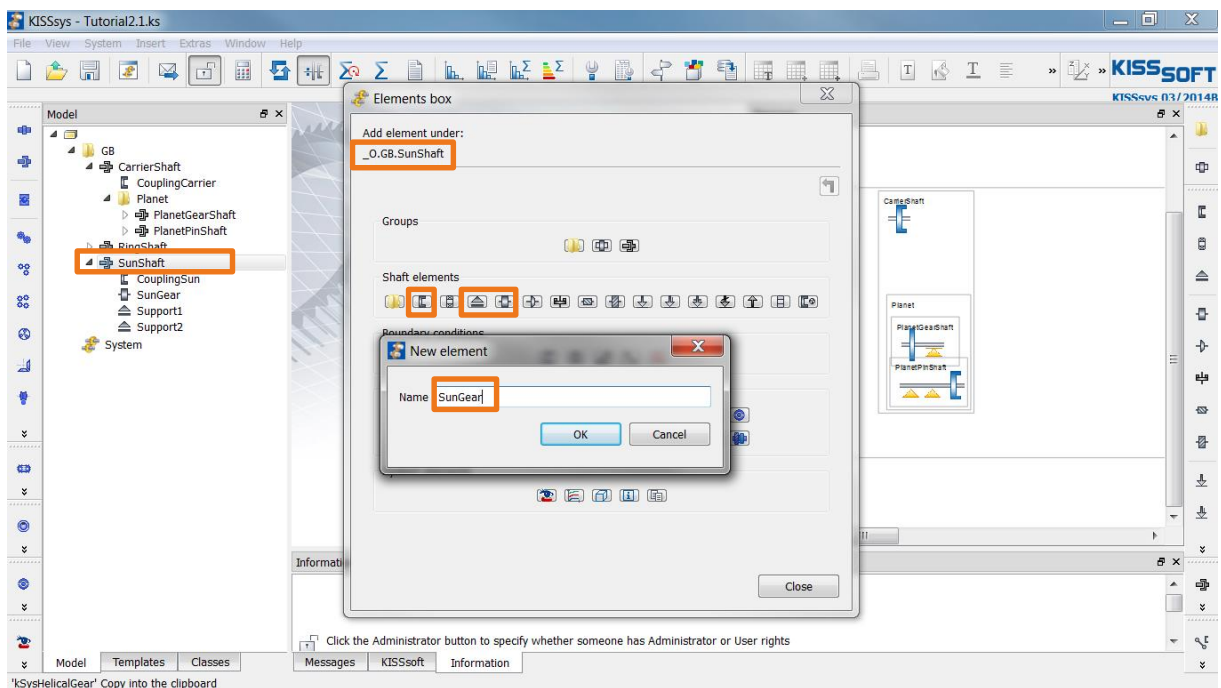 KISSsys - Tutorial2.1.ks
File View System Insert Extras Window Help
KISSSOFT
KISSsys 03/2014B
Model
GB
CarrierShaft
CouplingCarrier
Planet
PlanetGearShaft
PlanetPinShaft
RingShaft
SunShaft
CouplingSun
SunGear
Support1
Support2
System
Elements box
Add element under:
_O.GB.SunShaft
Groups
Shaft elements
Boundary conditions
New element
Name SunGear
OK Cancel
Close
CarrierShaft
Planet
PlanetGearShaft
PlanetPinShaft
Informati
Click the Administrator button to specify whether someone has Administrator or User rights
Model Templates Classes
Messages KISSsoft Information
'kSysHelicalGear' Copy into the clipboard